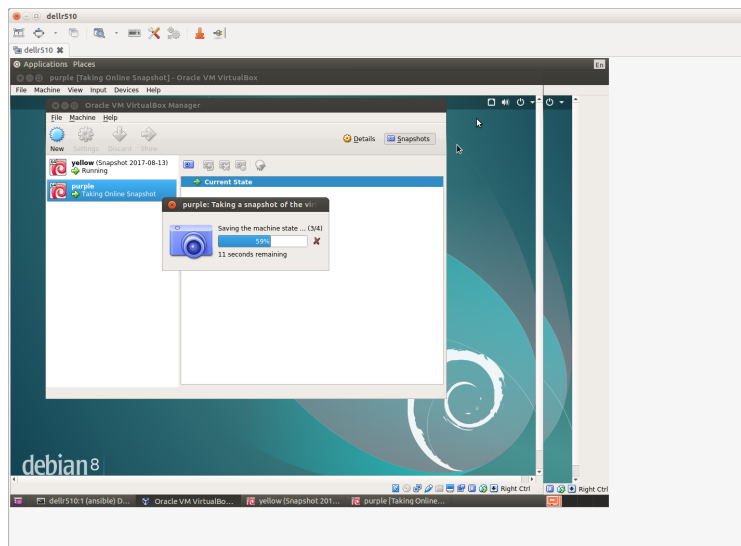 dellr510
dellr510
Applications Places
En
purple [Taking Online Snapshot] - Oracle VM VirtualBox
File Machine View Input Devices Help
Oracle VM VirtualBox Manager
File Machine Help
New Settings Discard Show
Details Snapshots
yellow (Snapshot 2017-08-13)
Running
purple
Taking Online Snapshot
Current State
purple: Taking a snapshot of the vir
Saving the machine state ... (3/4)
59%
11 seconds remaining
debian 8
Right Ctrl
Right Ctrl
dellr510:1 (ansible) D...
Oracle VM VirtualBo...
yellow (Snapshot 201...
purple [Taking Online...